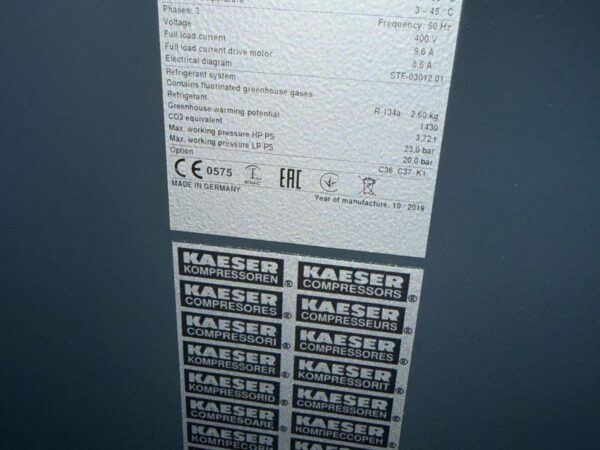 3 – 45 °C
Phases: 3 Frequency: 50 Hz
Voltage 400 V
Full load current 9,6 A
Full load current drive motor 8,6 A
Electrical diagram STF-03012.01
Refrigerant system
Contains fluorinated greenhouse gases
Refrigerant R-134a: 2,60 kg
Greenhouse warming potential 1430
CO2 equivalent 3,72 t
Max. working pressure HP PS 23,0 bar
Max. working pressure LP PS 20,0 bar
Option C36 C37 K1
CE 0575 EAC
MADE IN GERMANY Year of manufacture: 10 / 2019
KAESER KAESER
KOMPRESSOREN COMPRESSORS
KAESER KAESER
COMPRESORES COMPRESSEURS
KAESER KAESER
COMPRESSORI COMPRESSORES
KAESER KAESER
KOMPRESSORER KOMPRESSORIT
KAESER KAESER
KOMPRESSORID COMPRESSOREN
KAESER KAESER
COMPRESOARE КОМПРЕССОРЕН
KAESER
КОМПРЕСОРИ